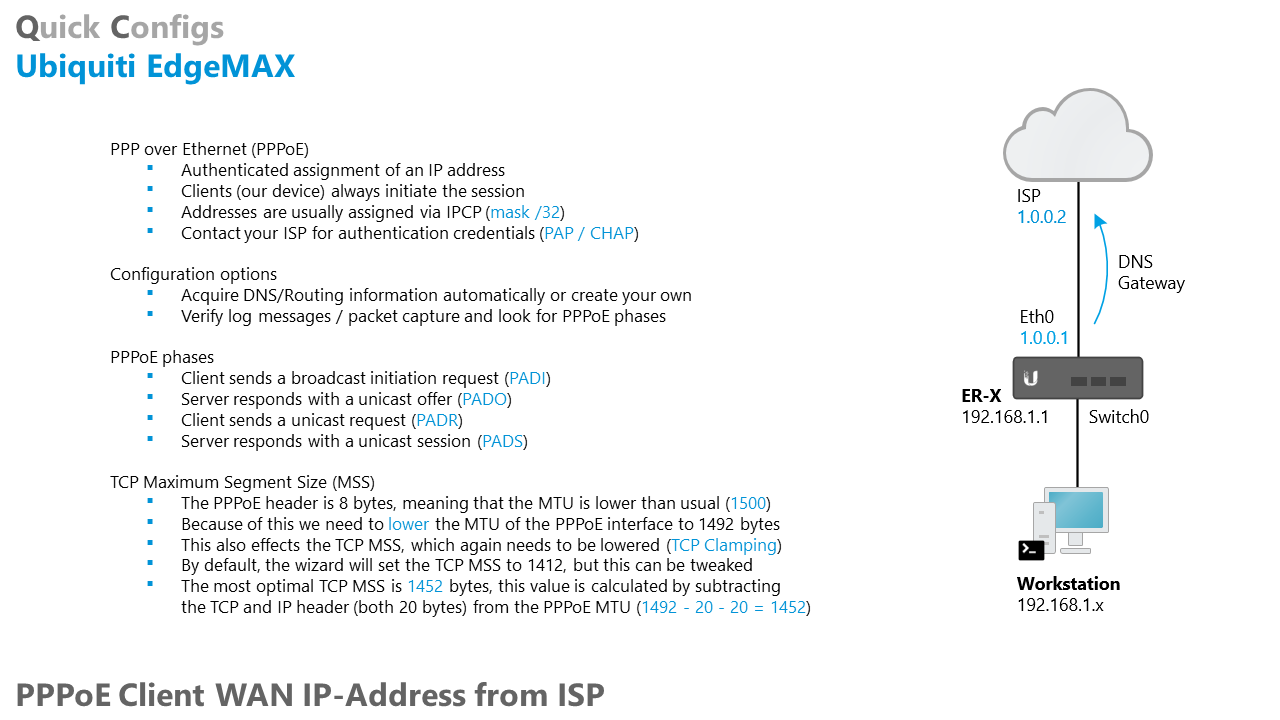 Quick Configs
Ubiquiti EdgeMAX
PPP over Ethernet (PPPoE)
Authenticated assignment of an IP address
Clients (our device) always initiate the session
Addresses are usually assigned via IPCP (mask /32)
Contact your ISP for authentication credentials (PAP / CHAP)
Configuration options
Acquire DNS/Routing information automatically or create your own
Verify log messages / packet capture and look for PPPoE phases
PPPoE phases
Client sends a broadcast initiation request (PADI)
Server responds with a unicast offer (PADO)
Client sends a unicast request (PADR)
Server responds with a unicast session (PADS)
TCP Maximum Segment Size (MSS)
The PPPoE header is 8 bytes, meaning that the MTU is lower than usual (1500)
Because of this we need to lower the MTU of the PPPoE interface to 1492 bytes
This also effects the TCP MSS, which again needs to be lowered (TCP Clamping)
By default, the wizard will set the TCP MSS to 1412, but this can be tweaked
The most optimal TCP MSS is 1452 bytes, this value is calculated by subtracting
the TCP and IP header (both 20 bytes) from the PPPoE MTU (1492 - 20 - 20 = 1452)
ISP
1.0.0.2
DNS
Gateway
Eth0
1.0.0.1
ER-X
192.168.1.1
Switch0
Workstation
192.168.1.x
PPPoE Client WAN IP-Address from ISP